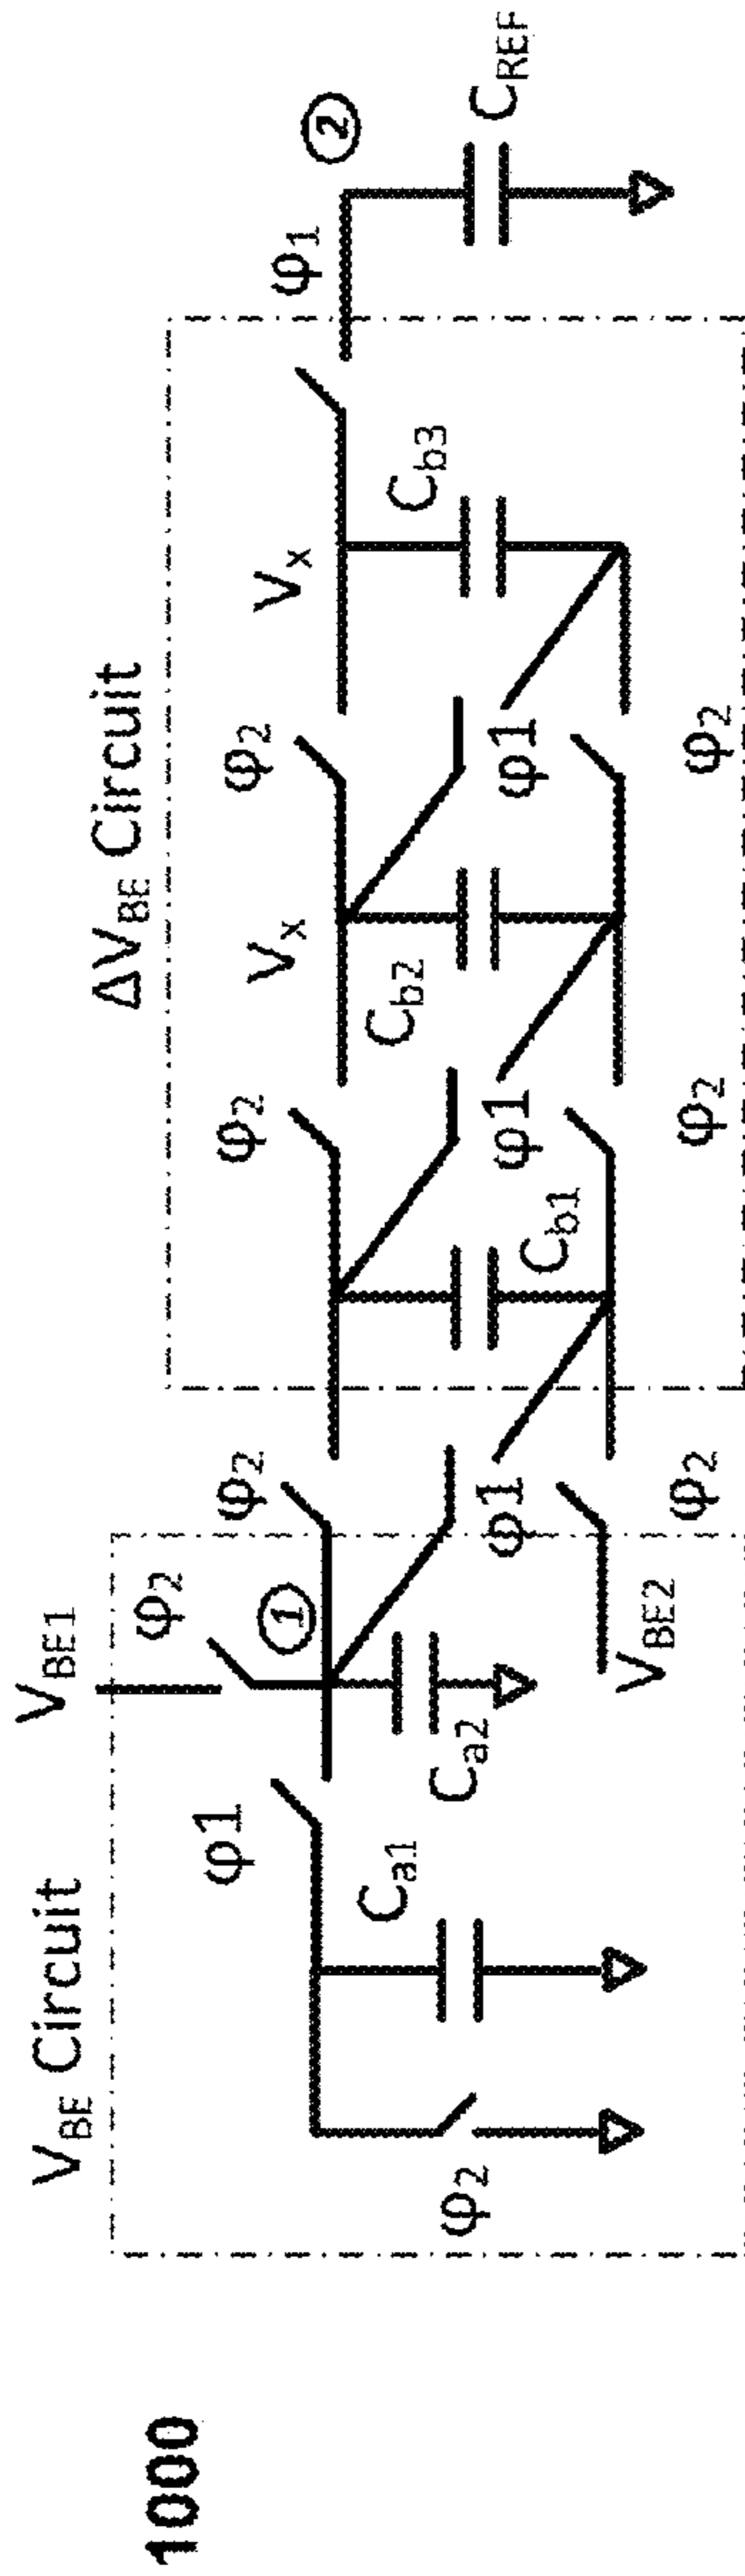 1000
V_BE Circuit
ΔV_BE Circuit
V_BE1
φ₂
φ1
①
φ₂
φ₂
V_x
φ₂
V_x
φ₁
②
φ₂
C_a1
C_a2
φ1
C_b1
φ1
C_b2
φ1
C_b3
C_REF
V_BE2
φ₂
φ₂
φ₂